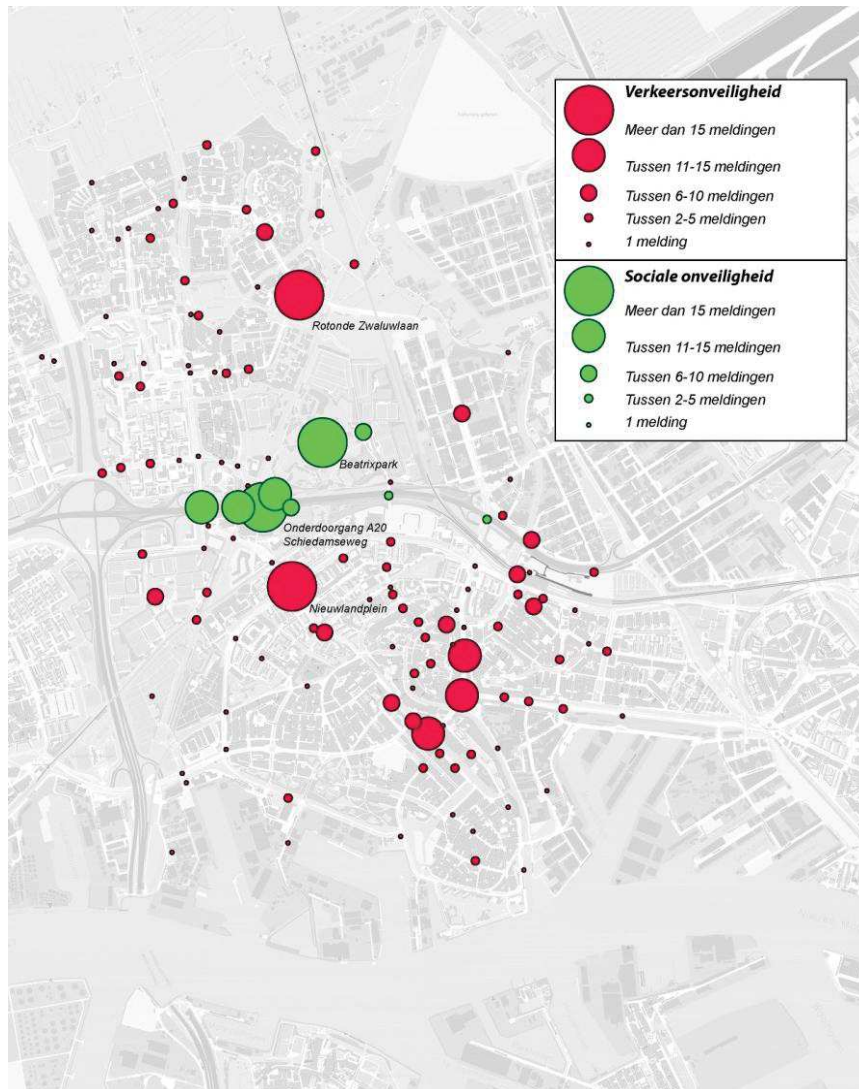 Verkeersonveiligheid
Meer dan 15 meldingen
Tussen 11-15 meldingen
Tussen 6-10 meldingen
Tussen 2-5 meldingen
1 melding
Sociale onveiligheid
Meer dan 15 meldingen
Tussen 11-15 meldingen
Tussen 6-10 meldingen
Tussen 2-5 meldingen
1 melding
Rotonde Zwaluwlaan
Beatrixpark
Onderdoorgang A20
Schiedamseweg
Nieuwlandplein